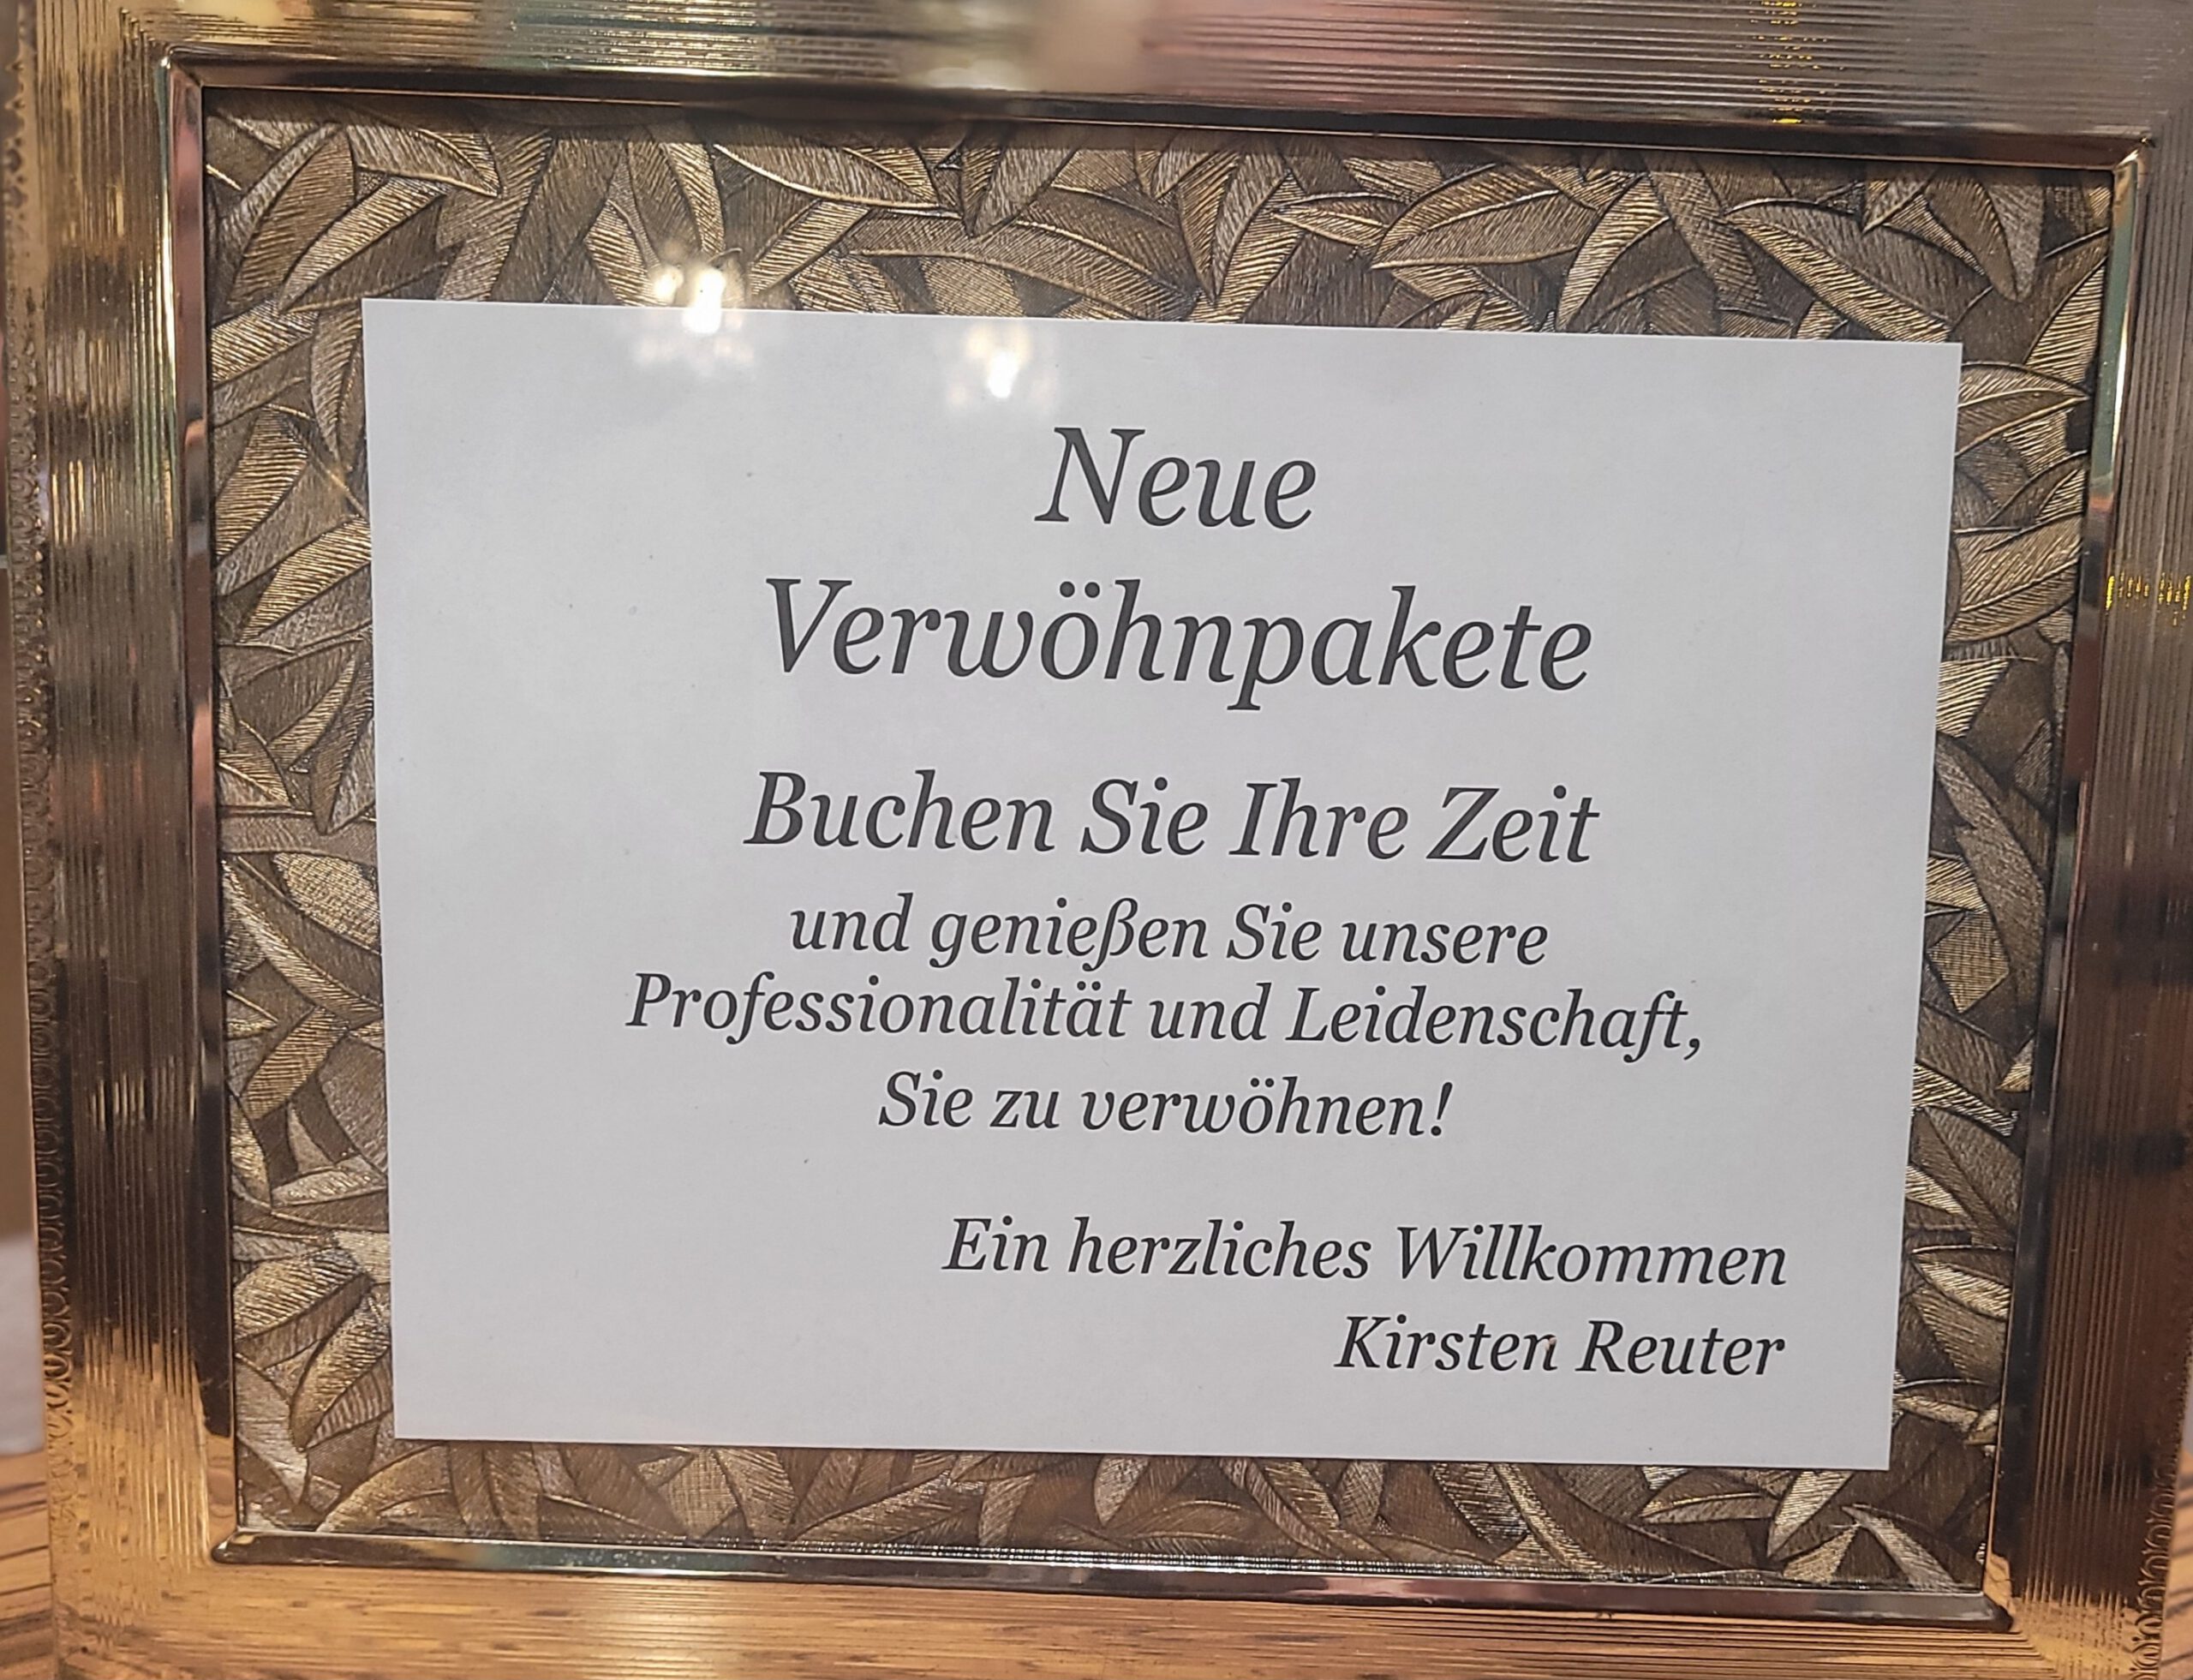 Neue
Verwöhnpakete
Buchen Sie Ihre Zeit
und genießen Sie unsere
Professionalität und Leidenschaft,
Sie zu verwöhnen!
Ein herzliches Willkommen
Kirsten Reuter